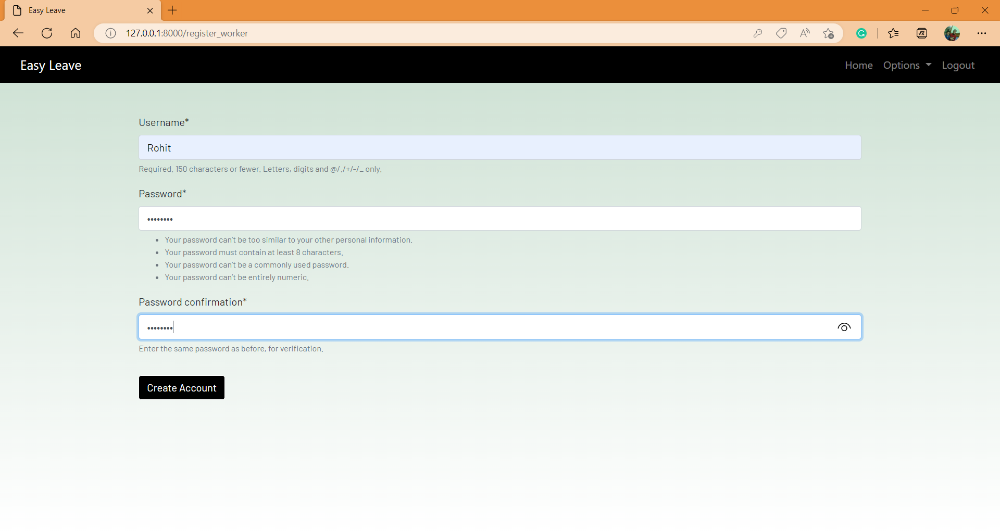 Easy Leave
127.0.0.1:8000/register_worker
Easy Leave
Home Options Logout
Username*
Rohit
Required. 150 characters or fewer. Letters, digits and @/./+/-/_ only.
Password*
••••••••
• Your password can't be too similar to your other personal information.
• Your password must contain at least 8 characters.
• Your password can't be a commonly used password.
• Your password can't be entirely numeric.
Password confirmation*
••••••••
Enter the same password as before, for verification.
Create Account